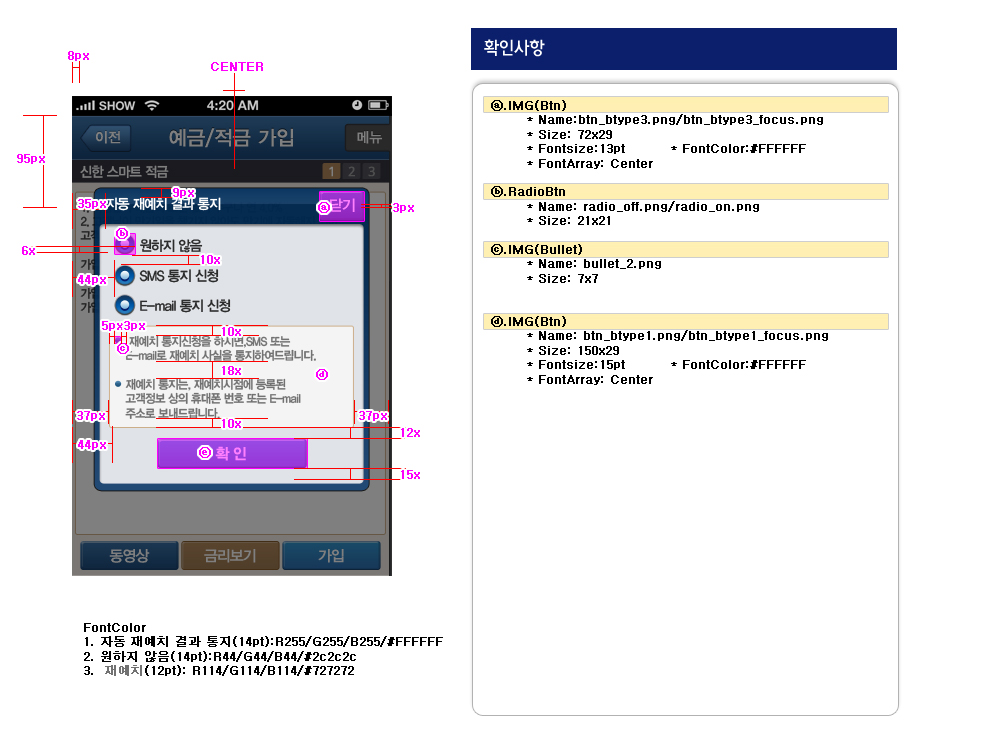 8px
CENTER
SHOW
4:20 AM
이전
예금/적금 가입
메뉴
95px
신한 스마트 적금
1 2 3
9px
35px
자동 재예치 결과 통지
ⓐ닫기
3px
2.
고객
ⓑ
원하지 않음
6x
10x
가입
44px
SMS 통지 신청
가입
가입
E-mail 통지 신청
5px3px
10x
재예치 통지신청을 하시면,SMS 또는
ⓒ
E-mail로 재예치 사실을 통지하여드립니다.
18x
ⓓ
재예치 통지는, 재예치시점에 등록된
고객정보 상의 휴대폰 번호 또는 E-mail
주소로 보내드립니다.
37px
37px
10x
12x
44px
ⓔ확 인
15x
동영상
금리보기
가입
FontColor
1. 자동 재예치 결과 통지(14pt):R255/G255/B255/#FFFFFF
2. 원하지 않음(14pt):R44/G44/B44/#2c2c2c
3. 재예치(12pt): R114/G114/B114/#727272
확인사항
ⓐ.IMG(Btn)
* Name:btn_btype3.png/btn_btype3_focus.png
* Size: 72x29
* Fontsize:13pt * FontColor:#FFFFFF
* FontArray: Center
ⓑ.RadioBtn
* Name: radio_off.png/radio_on.png
* Size: 21x21
ⓒ.IMG(Bullet)
* Name: bullet_2.png
* Size: 7x7
ⓓ.IMG(Btn)
* Name: btn_btype1.png/btn_btype1_focus.png
* Size: 150x29
* Fontsize:15pt * FontColor:#FFFFFF
* FontArray: Center